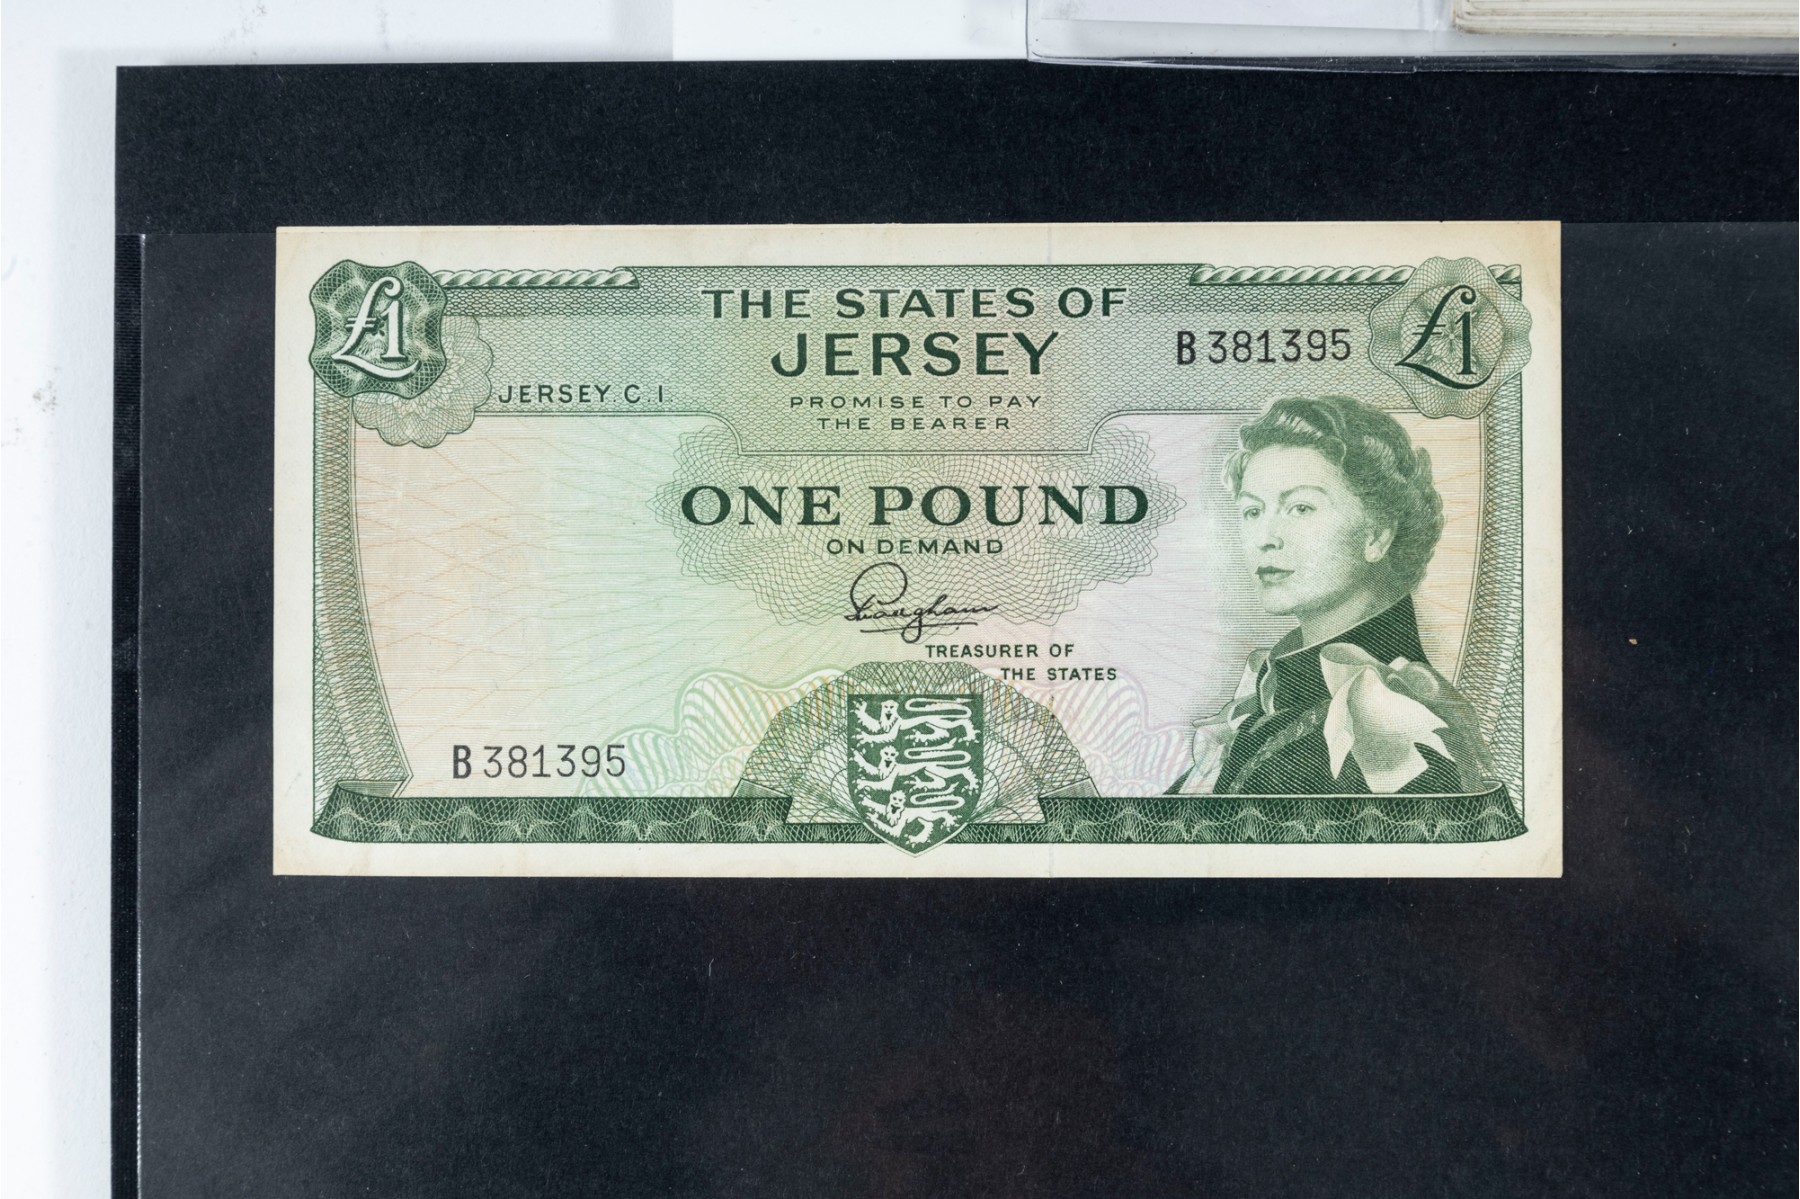 £1
THE STATES OF
JERSEY
B 381395
£1
JERSEY C.I.
PROMISE TO PAY
THE BEARER
ONE POUND
ON DEMAND
TREASURER OF
THE STATES
B 381395